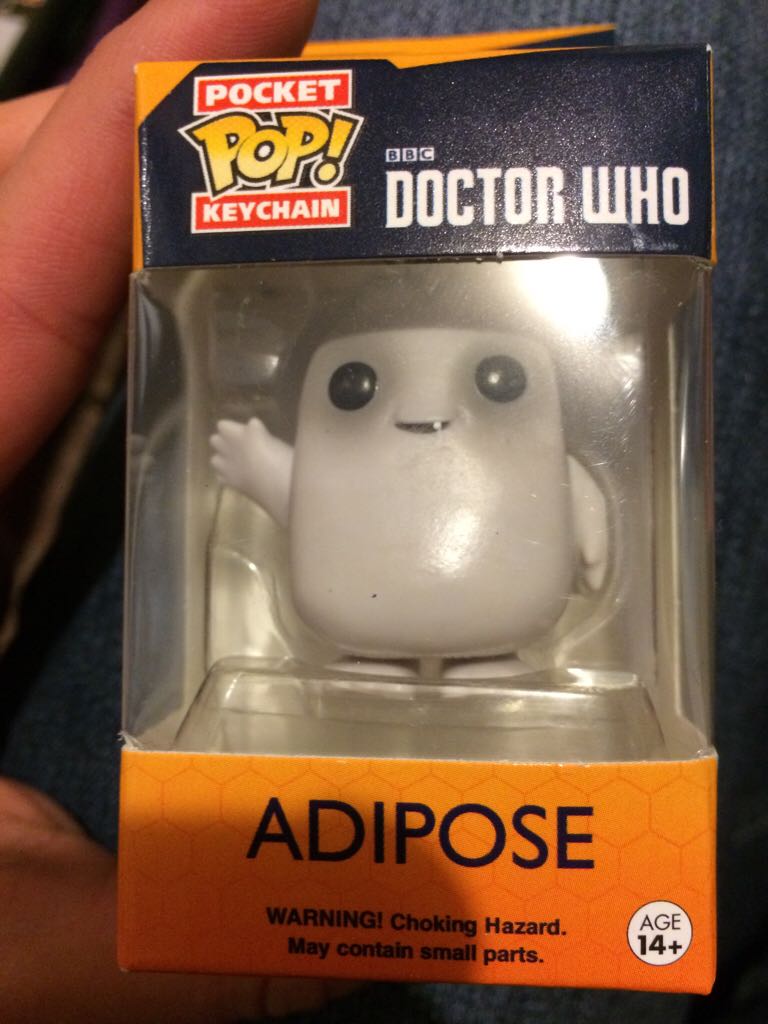 POCKET
POP!
KEYCHAIN
BBC
DOCTOR WHO
ADIPOSE
WARNING! Choking Hazard.
May contain small parts.
AGE
14+